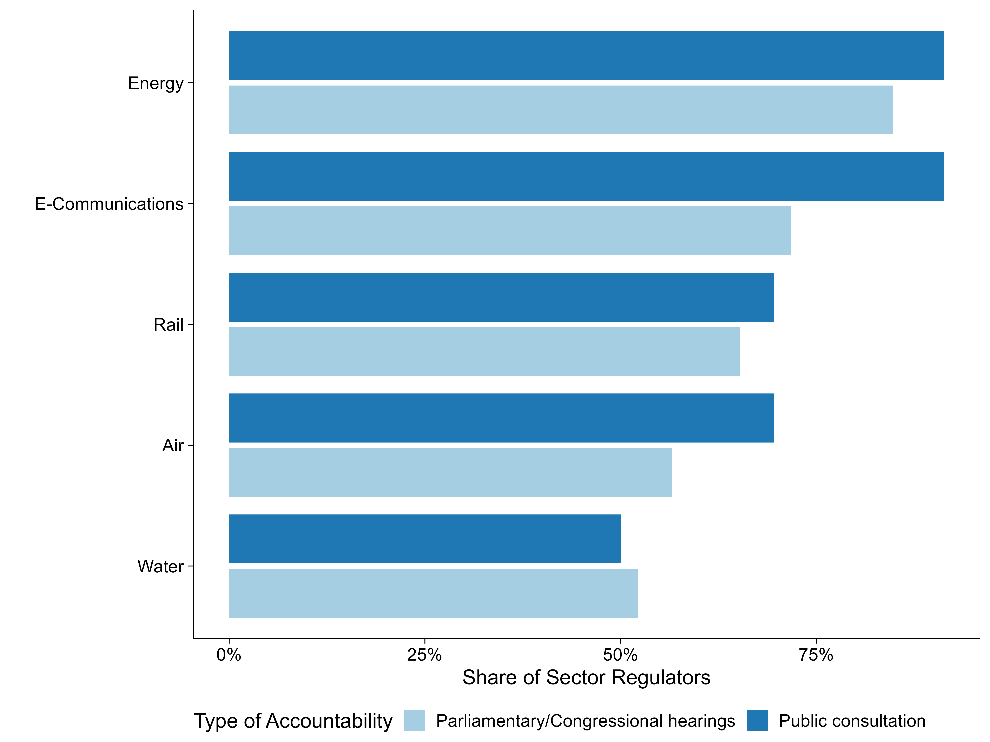 Energy
E-Communications
Rail
Air
Water
0% 25% 50% 75%
Share of Sector Regulators
Type of Accountability Parliamentary/Congressional hearings Public consultation